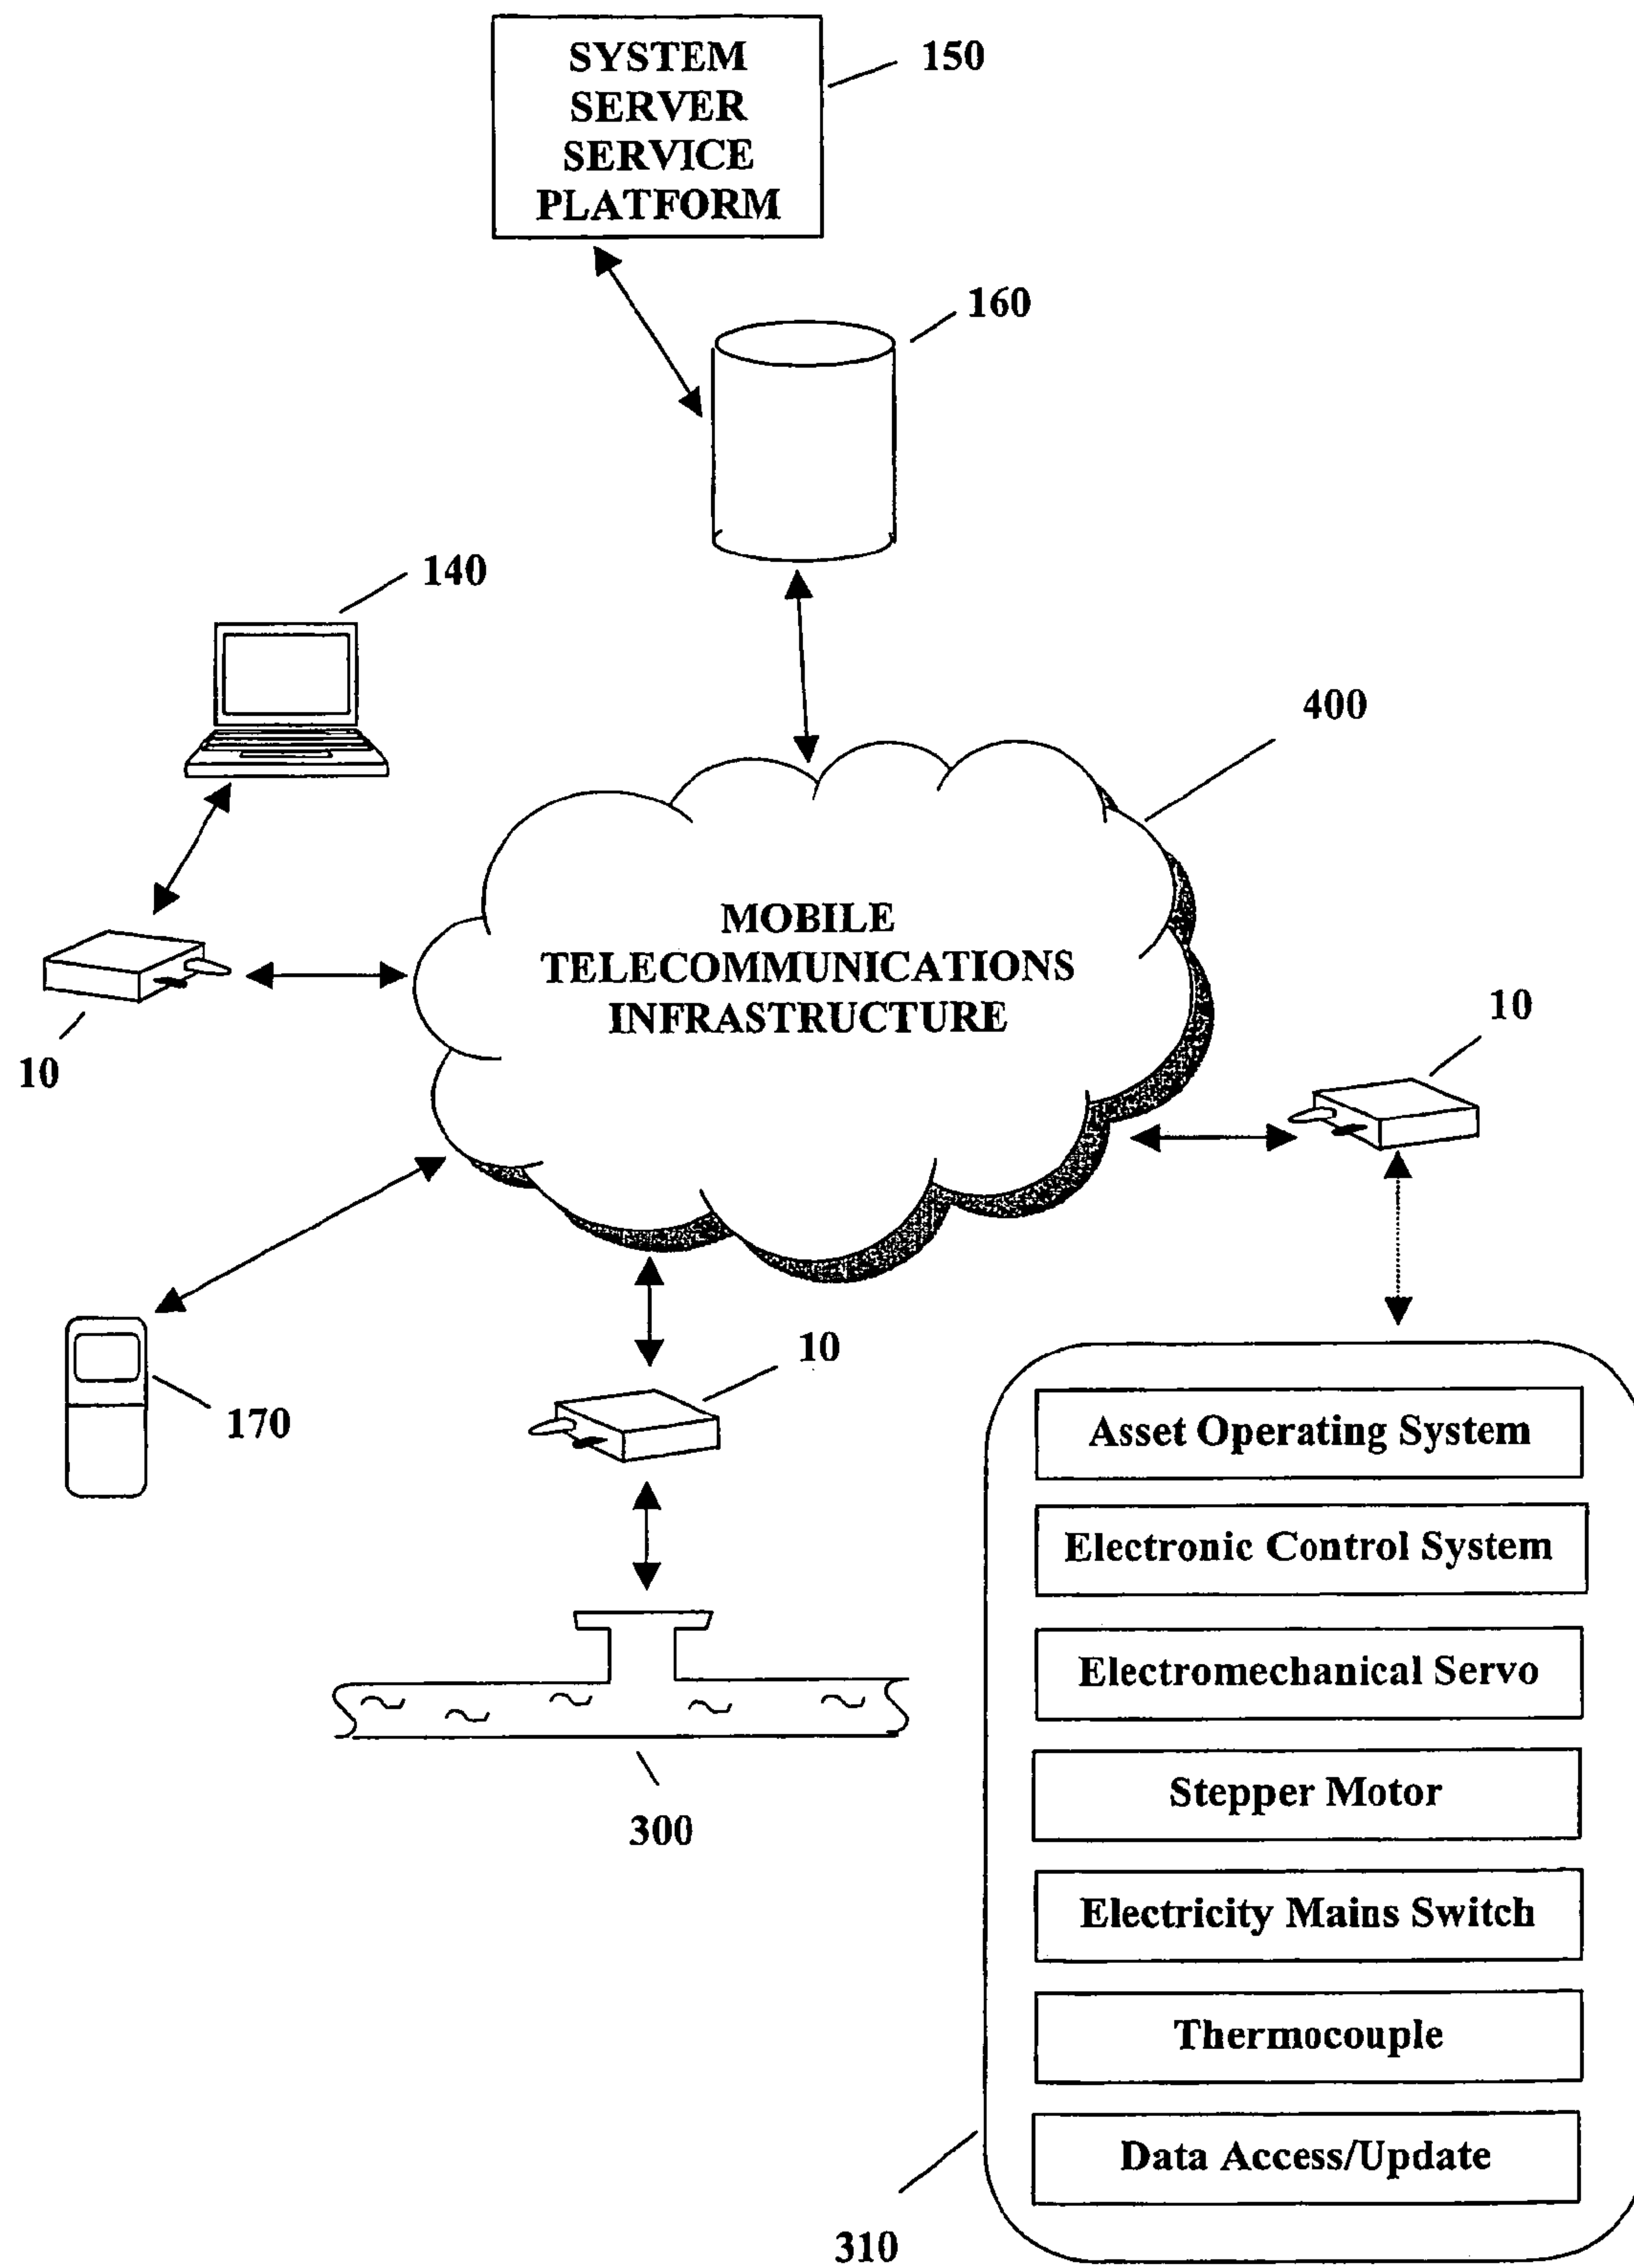 SYSTEM
SERVER
SERVICE
PLATFORM
150
160
140
400
MOBILE
TELECOMMUNICATIONS
INFRASTRUCTURE
10
10
10
170
300
Asset Operating System
Electronic Control System
Electromechanical Servo
Stepper Motor
Electricity Mains Switch
Thermocouple
Data Access/Update
310